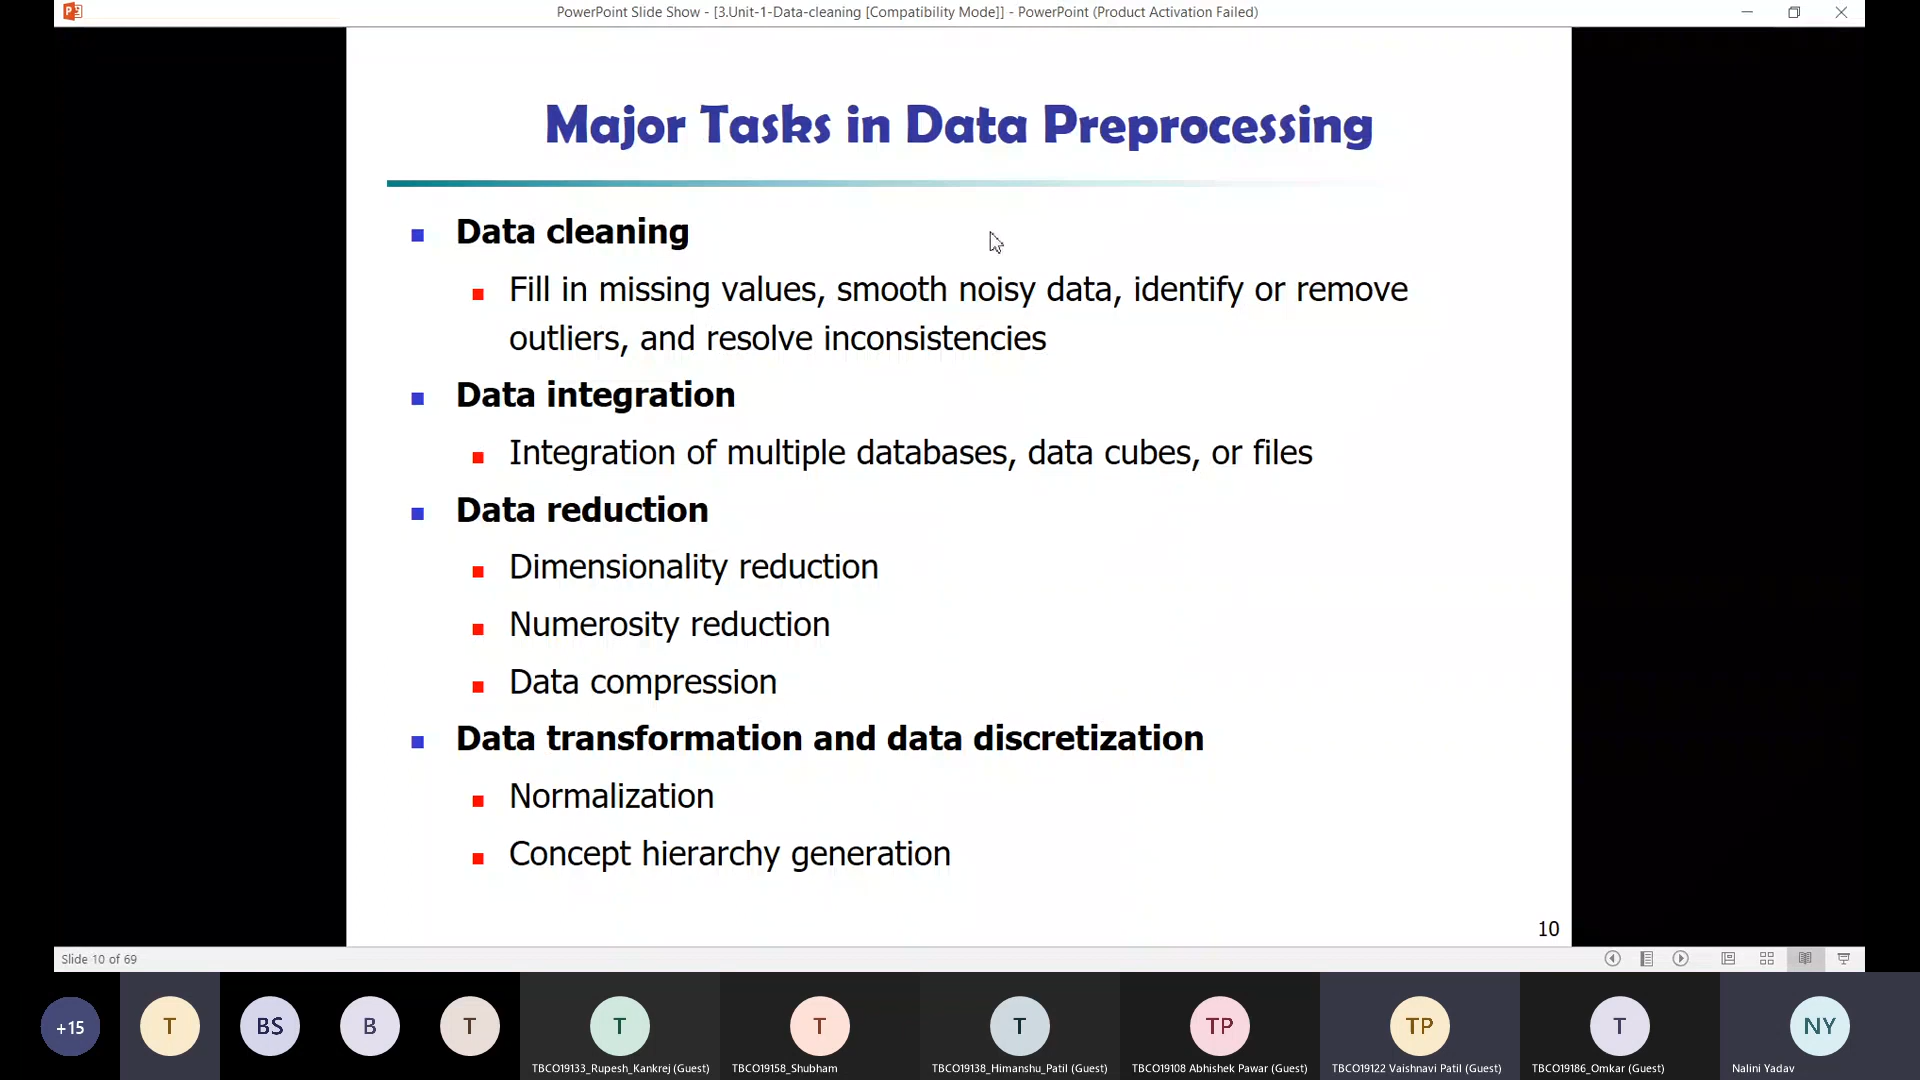 PowerPoint Slide Show - [3.Unit-1-Data-cleaning [Compatibility Mode]] - PowerPoint (Product Activation Failed)
Major Tasks in Data Preprocessing
Data cleaning
Fill in missing values, smooth noisy data, identify or remove
outliers, and resolve inconsistencies
Data integration
Integration of multiple databases, data cubes, or files
Data reduction
Dimensionality reduction
Numerosity reduction
Data compression
Data transformation and data discretization
Normalization
Concept hierarchy generation
10
Slide 10 of 69
+15 T BS B T T T T TP TP T NY
TBCO19133_Rupesh_Kankrej (Guest) TBCO19158_Shubham TBCO19138_Himanshu_Patil (Guest) TBCO19108 Abhishek Pawar (Guest) TBCO19122 Vaishnavi Patil (Guest) TBCO19186_Omkar (Guest) Nalini Yadav